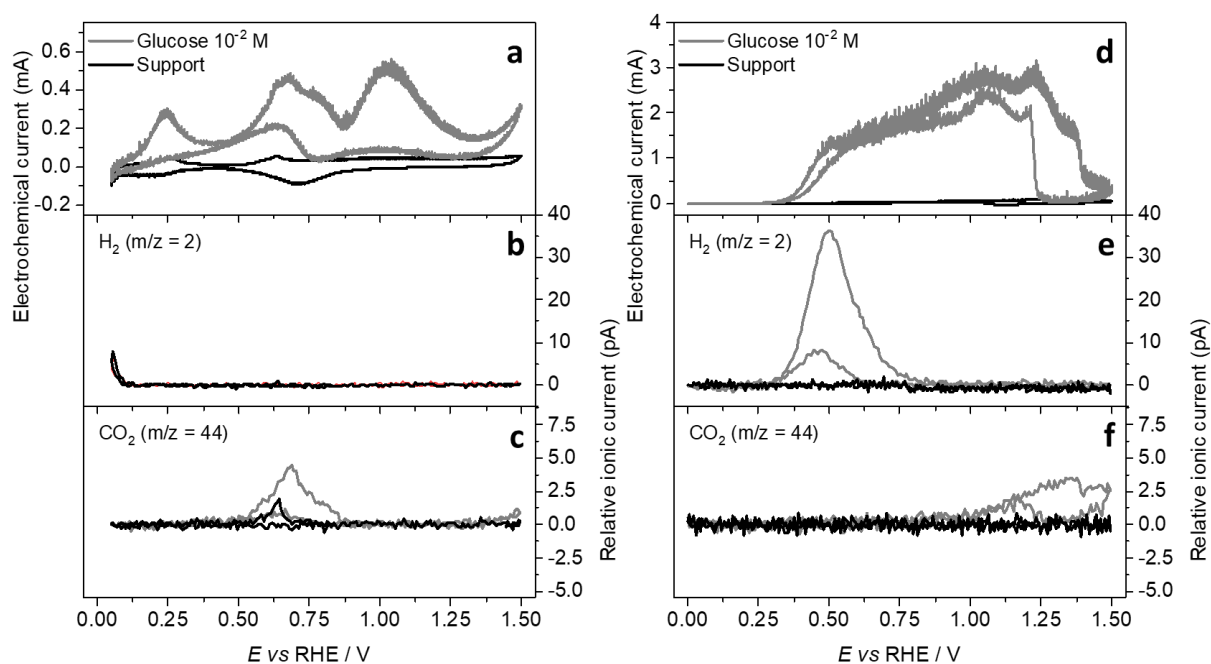 a
Glucose 10⁻² M
Support
Electrochemical current (mA)
0.6
0.4
0.2
0.0
-0.2
b
H₂ (m/z = 2)
40
30
20
10
0
c
CO₂ (m/z = 44)
7.5
5.0
2.5
0.0
-2.5
-5.0
Relative ionic current (pA)
0.00 0.25 0.50 0.75 1.00 1.25 1.50
E vs RHE / V
d
Glucose 10⁻² M
Support
Electrochemical current (mA)
4
3
2
1
0
e
H₂ (m/z = 2)
40
30
20
10
0
f
CO₂ (m/z = 44)
7.5
5.0
2.5
0.0
-2.5
-5.0
Relative ionic current (pA)
0.00 0.25 0.50 0.75 1.00 1.25 1.50
E vs RHE / V